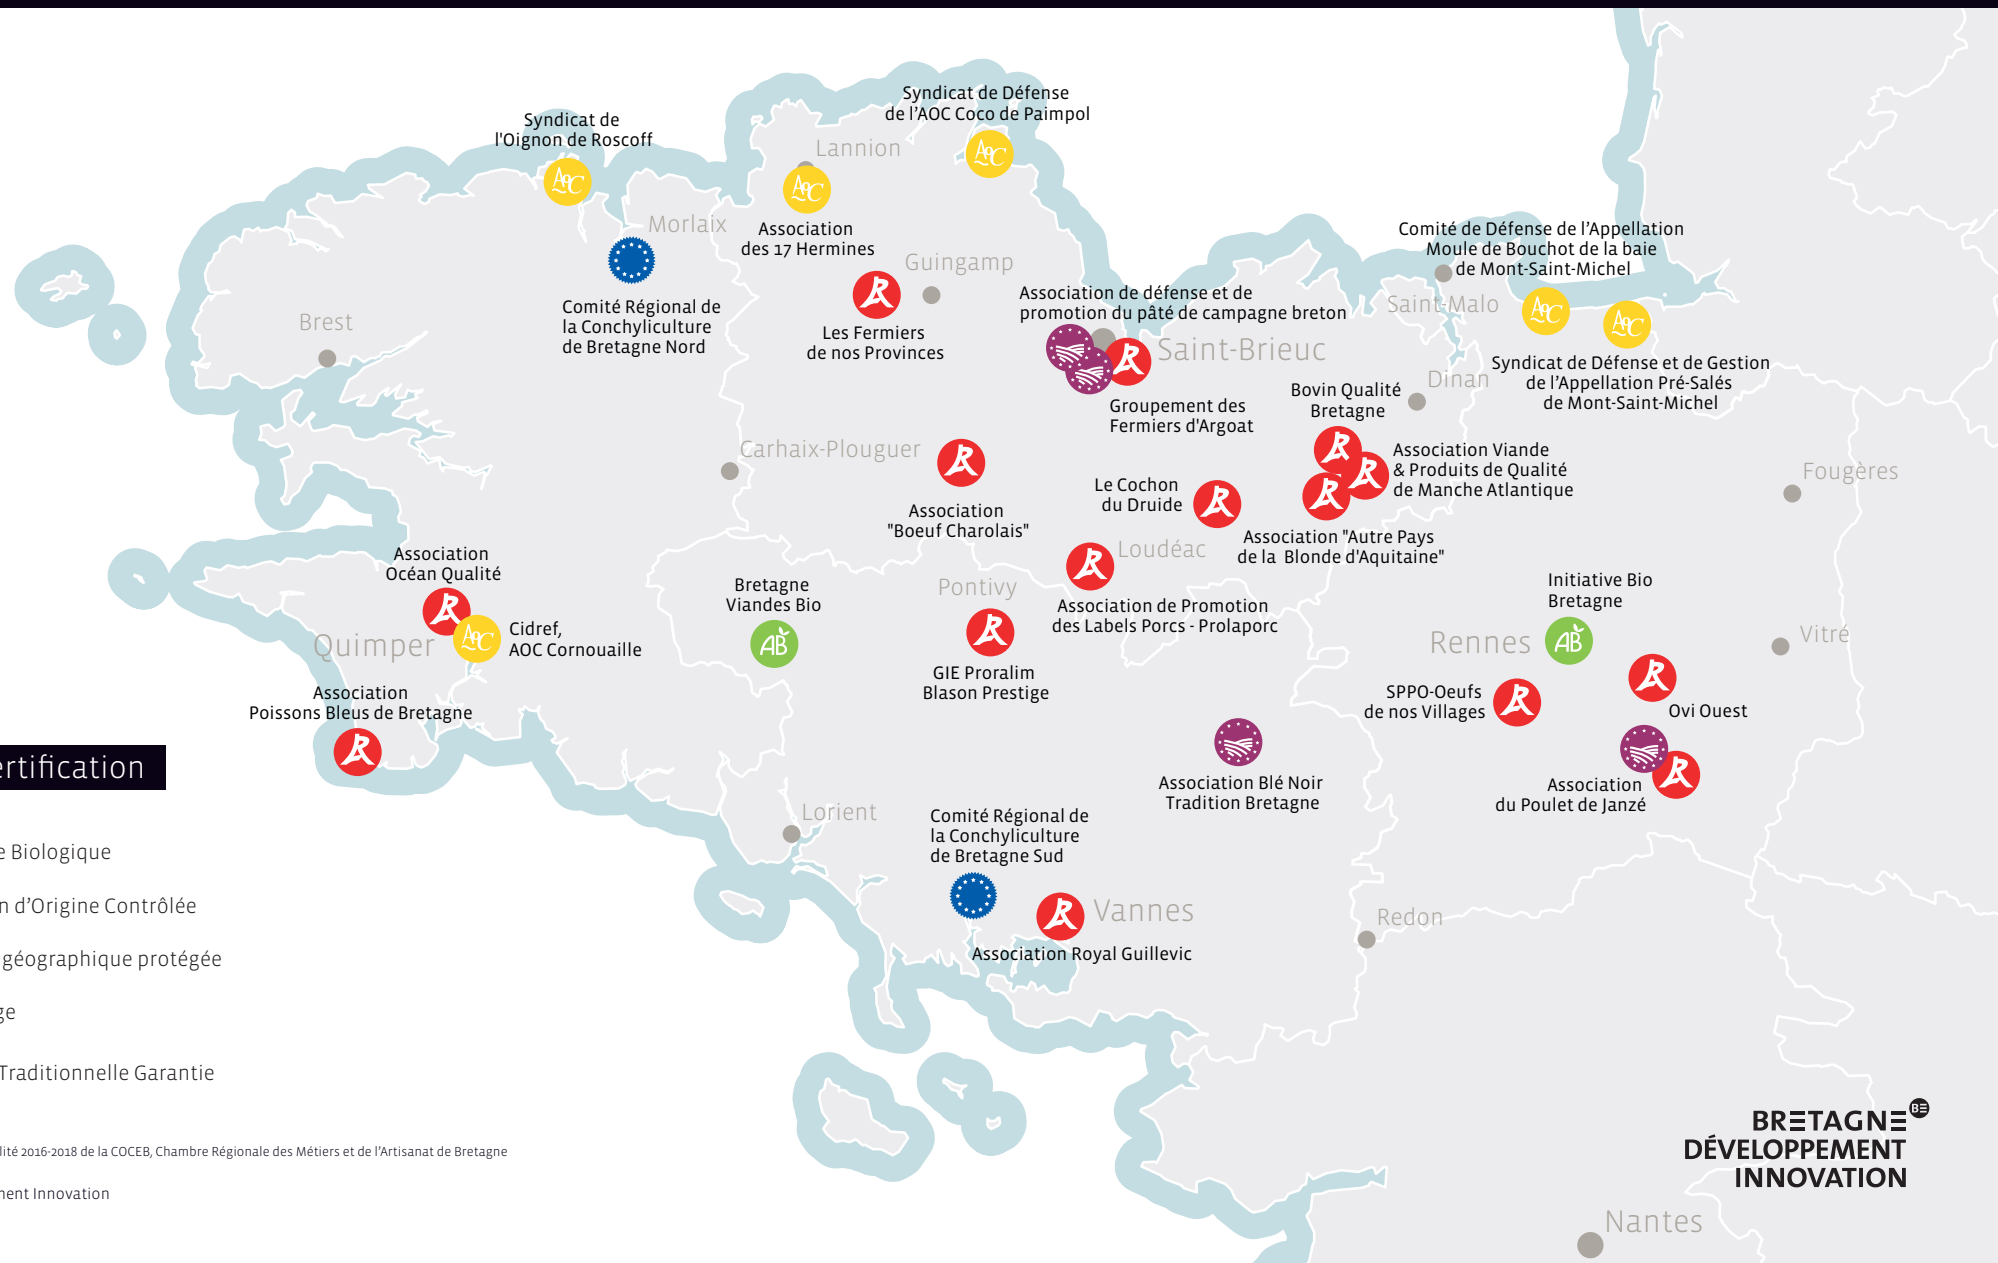 Syndicat de Défense
de l'AOC Coco de Paimpol
Syndicat de
l'Oignon de Roscoff
AOC
AOC
Lannion
AOC
Morlaix
Association
des 17 Hermines
Comité de Défense de l'Appellation
Moule de Bouchot de la baie
de Mont-Saint-Michel
Guingamp
Comité Régional de
la Conchyliculture
de Bretagne Nord
Les Fermiers
de nos Provinces
Association de défense et de
promotion du pâté de campagne breton
Saint-Malo
AOC
AOC
Brest
Saint-Brieuc
Syndicat de Défense et de Gestion
de l'Appellation Pré-Salés
de Mont-Saint-Michel
Dinan
Bovin Qualité
Bretagne
Groupement des
Fermiers d'Argoat
Carhaix-Plouguer
Association Viande
& Produits de Qualité
de Manche Atlantique
Fougères
Le Cochon
du Druide
Association
"Boeuf Charolais"
Association "Autre Pays
de la Blonde d'Aquitaine"
Loudéac
Association
Océan Qualité
Bretagne
Viandes Bio
AB
Pontivy
Association de Promotion
des Labels Porcs - Prolaporc
Initiative Bio
Bretagne
AB
Quimper
AOC
Cidref,
AOC Cornouaille
Rennes
Vitré
GIE Proralim
Blason Prestige
Association
Poissons Bleus de Bretagne
SPPO-Oeufs
de nos Villages
Ovi Ouest
Association Blé Noir
Tradition Bretagne
Association
du Poulet de Janzé
Lorient
Comité Régional de
la Conchyliculture
de Bretagne Sud
Vannes
Association Royal Guillevic
Redon
Nantes
ertification
e Biologique
n d'Origine Contrôlée
géographique protégée
ge
Traditionnelle Garantie
lité 2016-2018 de la COCEB, Chambre Régionale des Métiers et de l'Artisanat de Bretagne
ment Innovation
BRETAGNE
BE
DÉVELOPPEMENT
INNOVATION